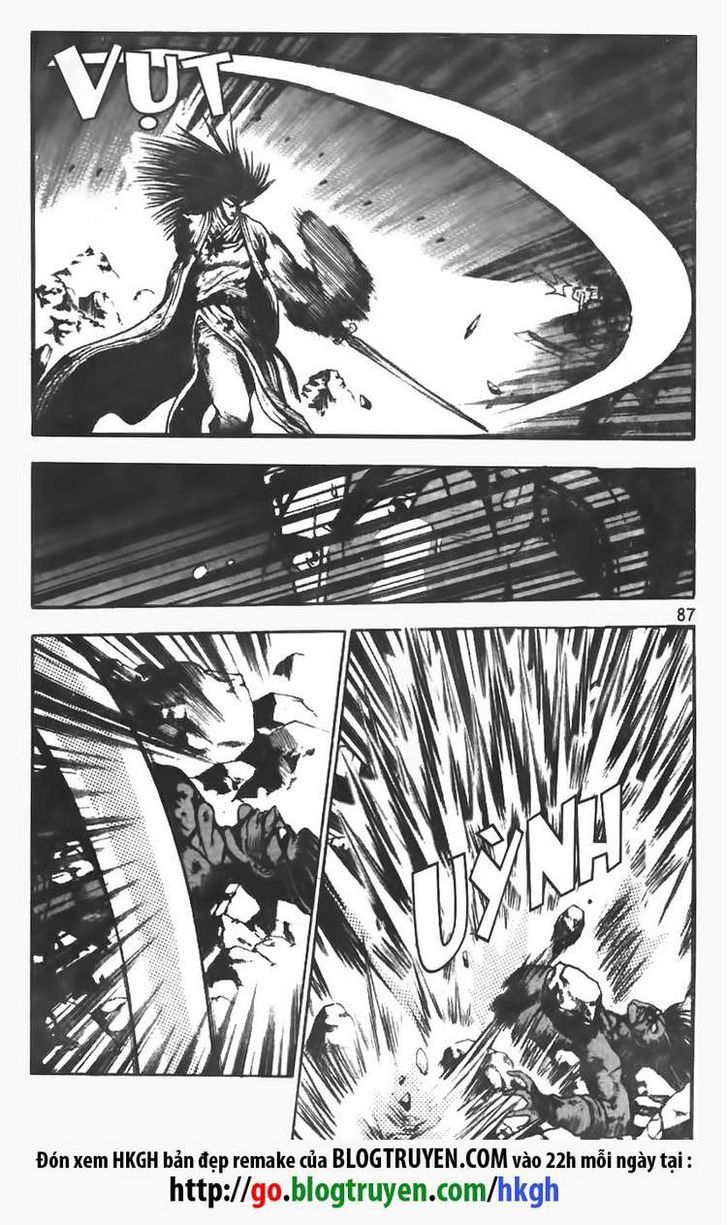 VỤT
87
UỲNH
Đón xem HKGH bản đẹp remake của BLOGTRUYEN.COM vào 22h mỗi ngày tại :
http://go.blogtruyen.com/hkgh